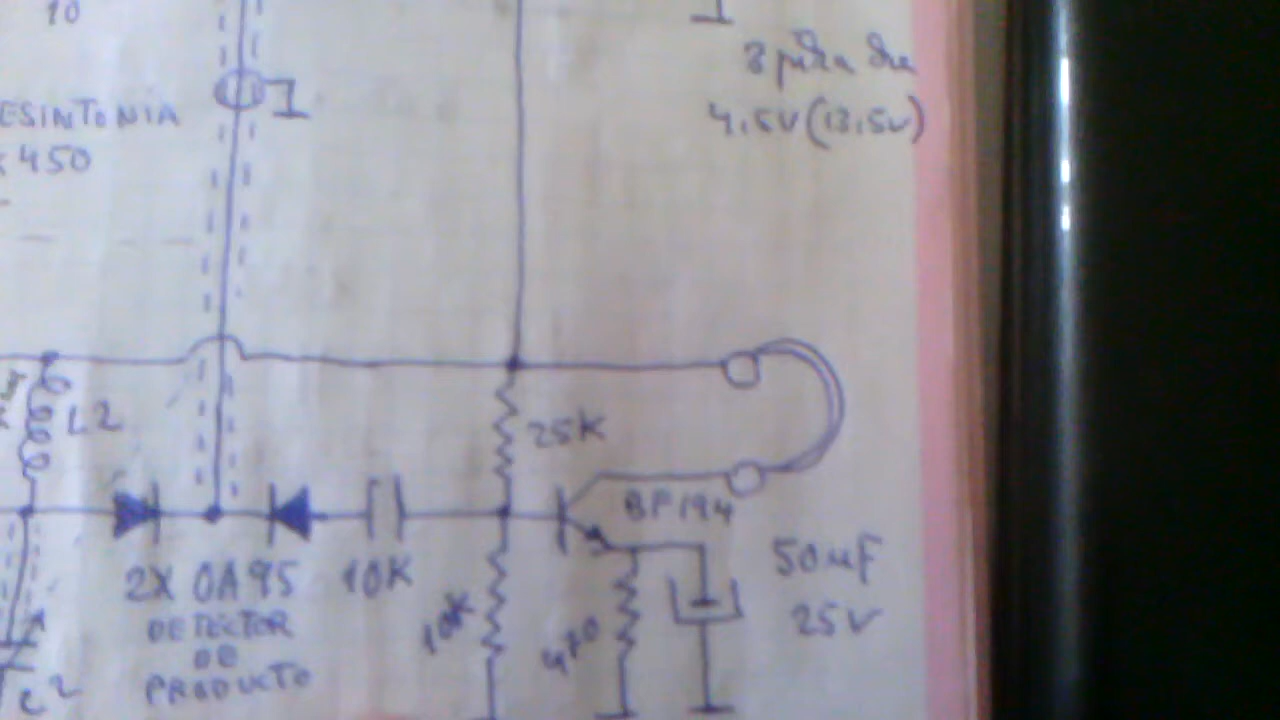 10
ESINTONIA
450
3 pilas de
4.5V (13.5V)
L2
25K
BF194
2X OA95
10K
DETECTOR
DE
PRODUCTO
10K
470
50µF
25V
C2